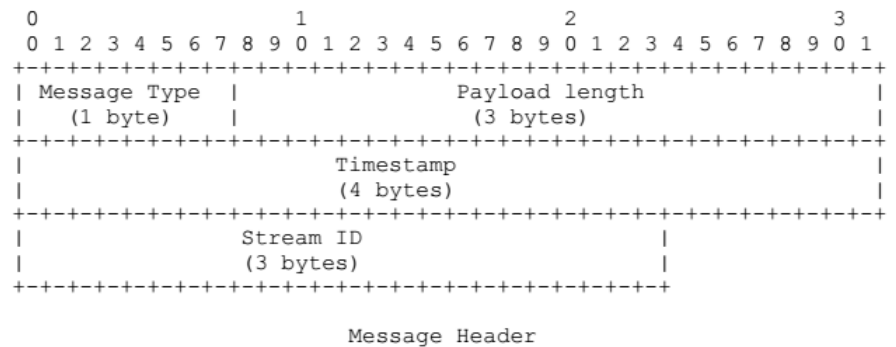 0                   1                   2                   3
 0 1 2 3 4 5 6 7 8 9 0 1 2 3 4 5 6 7 8 9 0 1 2 3 4 5 6 7 8 9 0 1
+-+-+-+-+-+-+-+-+-+-+-+-+-+-+-+-+-+-+-+-+-+-+-+-+-+-+-+-+-+-+-+-+
| Message Type  |                Payload length                 |
|   (1 byte)    |                 (3 bytes)                     |
+-+-+-+-+-+-+-+-+-+-+-+-+-+-+-+-+-+-+-+-+-+-+-+-+-+-+-+-+-+-+-+-+
|                       Timestamp                               |
|                       (4 bytes)                               |
+-+-+-+-+-+-+-+-+-+-+-+-+-+-+-+-+-+-+-+-+-+-+-+-+-+-+-+-+-+-+-+-+
|                Stream ID                      |
|                (3 bytes)                      |
+-+-+-+-+-+-+-+-+-+-+-+-+-+-+-+-+-+-+-+-+-+-+-+-+
Message Header